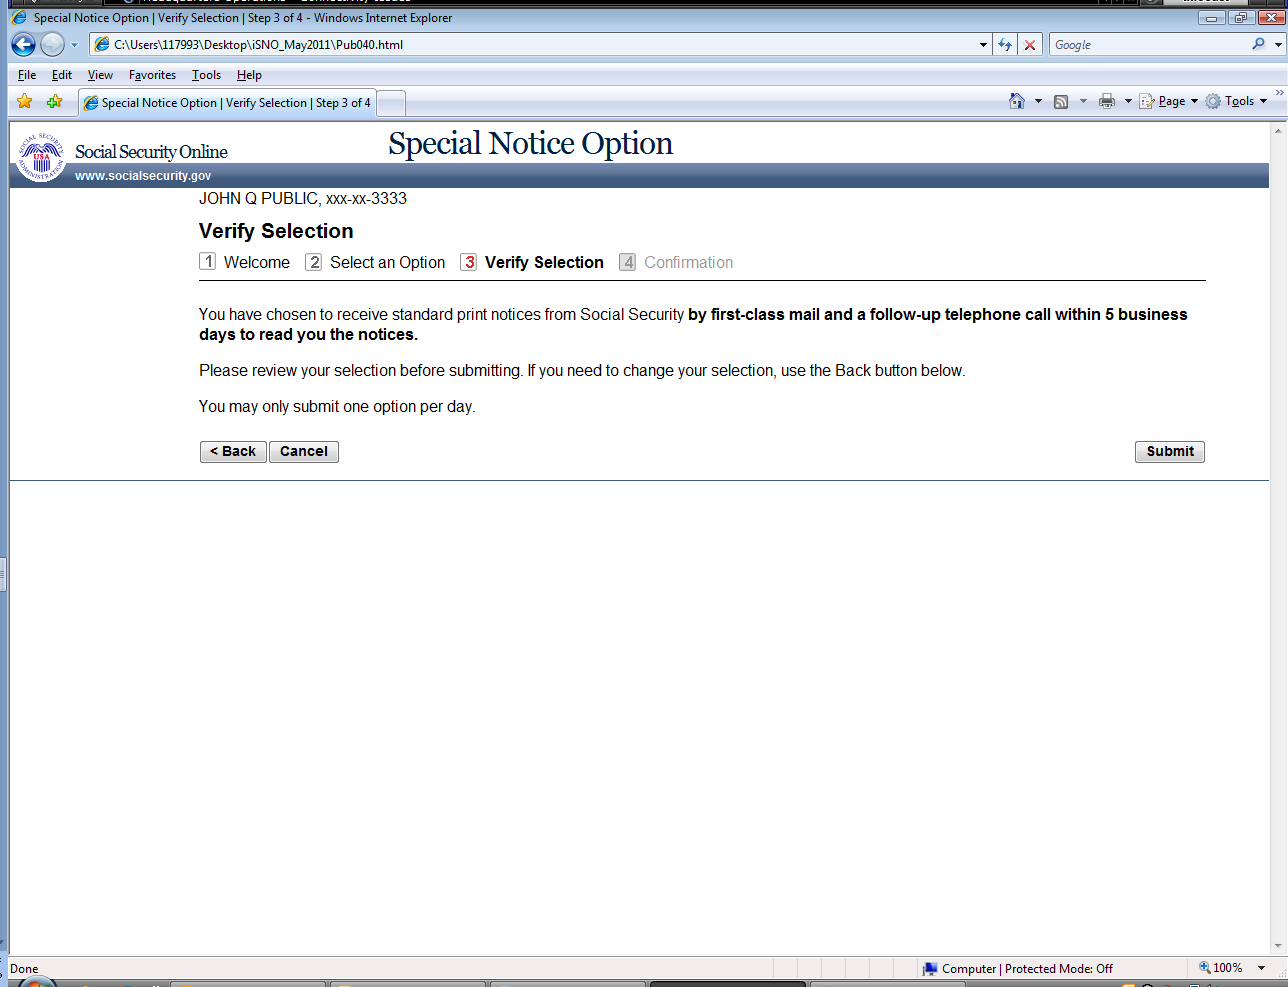 Special Notice Option | Verify Selection | Step 3 of 4 - Windows Internet Explorer
C:\Users\117993\Desktop\iSNO_May2011\Pub040.html
Google
File Edit View Favorites Tools Help
Special Notice Option | Verify Selection | Step 3 of 4
Page Tools
SOCIAL SECURITY ADMINISTRATION
USA
Social Security Online
Special Notice Option
www.socialsecurity.gov
JOHN Q PUBLIC, xxx-xx-3333
Verify Selection
1 Welcome 2 Select an Option 3 Verify Selection 4 Confirmation
You have chosen to receive standard print notices from Social Security by first-class mail and a follow-up telephone call within 5 business
days to read you the notices.
Please review your selection before submitting. If you need to change your selection, use the Back button below.
You may only submit one option per day.
< Back Cancel Submit
Done
Computer | Protected Mode: Off
100%